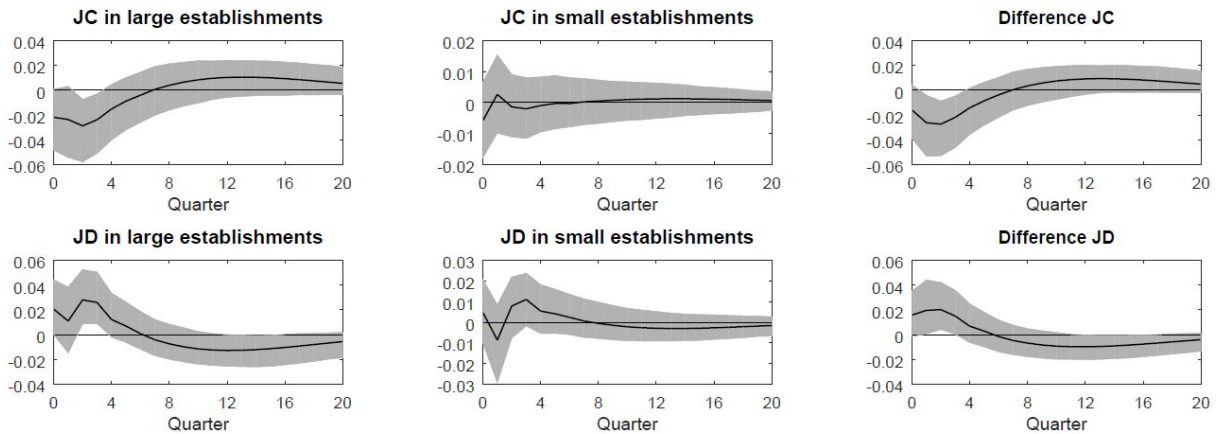 JC in large establishments
0.04
0.02
0
-0.02
-0.04
-0.06
0 4 8 12 16 20
Quarter
JC in small establishments
0.02
0.01
0
-0.01
-0.02
0 4 8 12 16 20
Quarter
Difference JC
0.04
0.02
0
-0.02
-0.04
-0.06
0 4 8 12 16 20
Quarter
JD in large establishments
0.06
0.04
0.02
0
-0.02
-0.04
0 4 8 12 16 20
Quarter
JD in small establishments
0.03
0.02
0.01
0
-0.01
-0.02
-0.03
0 4 8 12 16 20
Quarter
Difference JD
0.06
0.04
0.02
0
-0.02
-0.04
0 4 8 12 16 20
Quarter